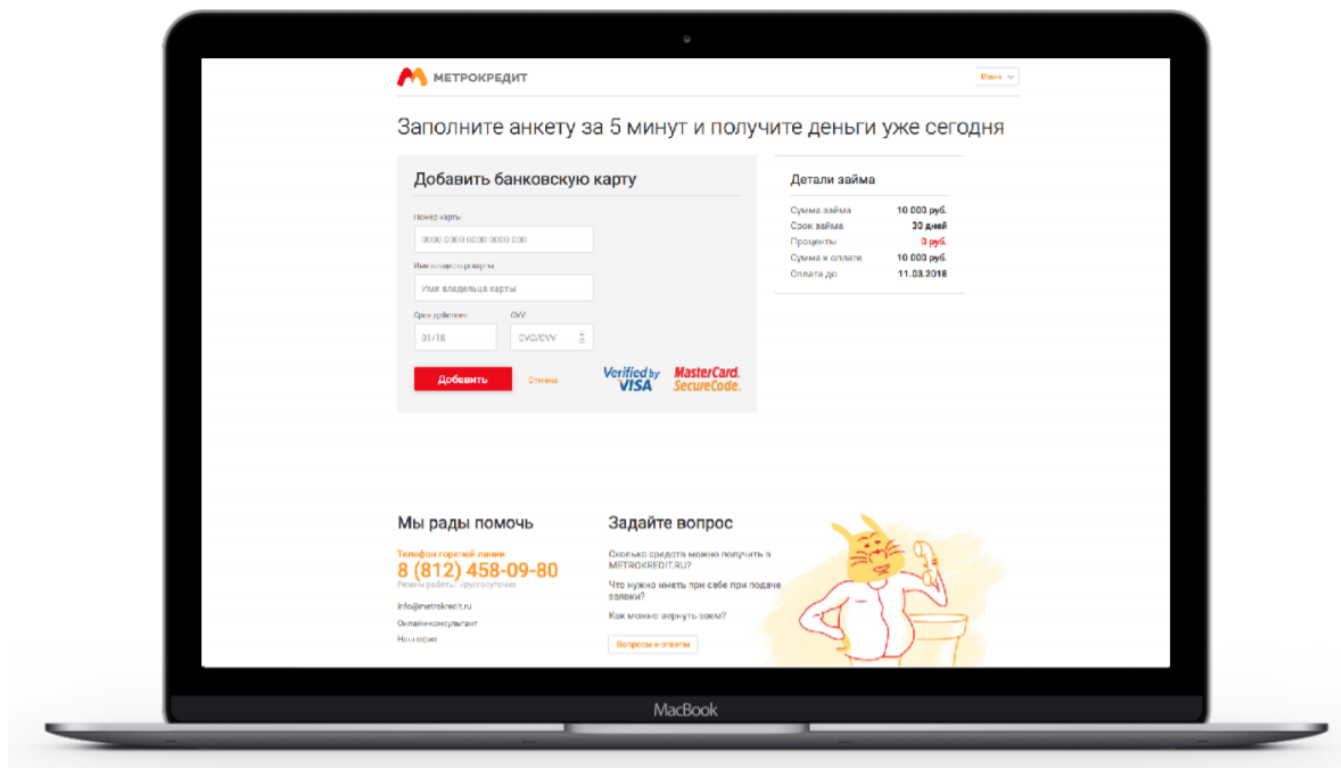 МЕТРОКРЕДИТ
Заполните анкету за 5 минут и получите деньги уже сегодня
Добавить банковскую карту
Номер карты
0000 0000 0000 0000 000
Имя владельца карты
Имя владельца карты
Срок действия CVV
01/18 CVC/CVV
Добавить Отмена
Verified by VISA
MasterCard. SecureCode.
Детали займа
Сумма займа 10 000 руб.
Срок займа 30 дней
Проценты 0 руб.
Сумма к оплате 10 000 руб.
Оплата до 11.03.2018
Мы рады помочь
Телефон горячей линии
8 (812) 458-09-80
Режим работы: круглосуточно
info@metrokredit.ru
Онлайн-консультант
Наш офис
Задайте вопрос
Сколько средств можно получить в
METROKREDIT.RU?
Что нужно иметь при себе при подаче
заявки?
Как можно вернуть заем?
Вопросы и ответы
MacBook